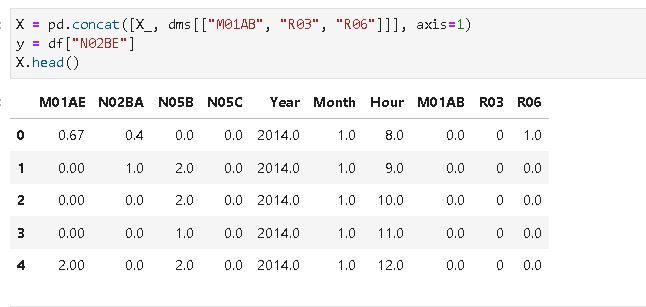 X = pd.concat([X_, dms[["M01AB", "R03", "R06"]]], axis=1)
y = df["N02BE"]
X.head()
M01AE N02BA N05B N05C Year Month Hour M01AB R03 R06
0 0.67 0.4 0.0 0.0 2014.0 1.0 8.0 0.0 0 1.0
1 0.00 1.0 2.0 0.0 2014.0 1.0 9.0 0.0 0 0.0
2 0.00 0.0 2.0 0.0 2014.0 1.0 10.0 0.0 0 0.0
3 0.00 0.0 1.0 0.0 2014.0 1.0 11.0 0.0 0 0.0
4 2.00 0.0 2.0 0.0 2014.0 1.0 12.0 0.0 0 0.0